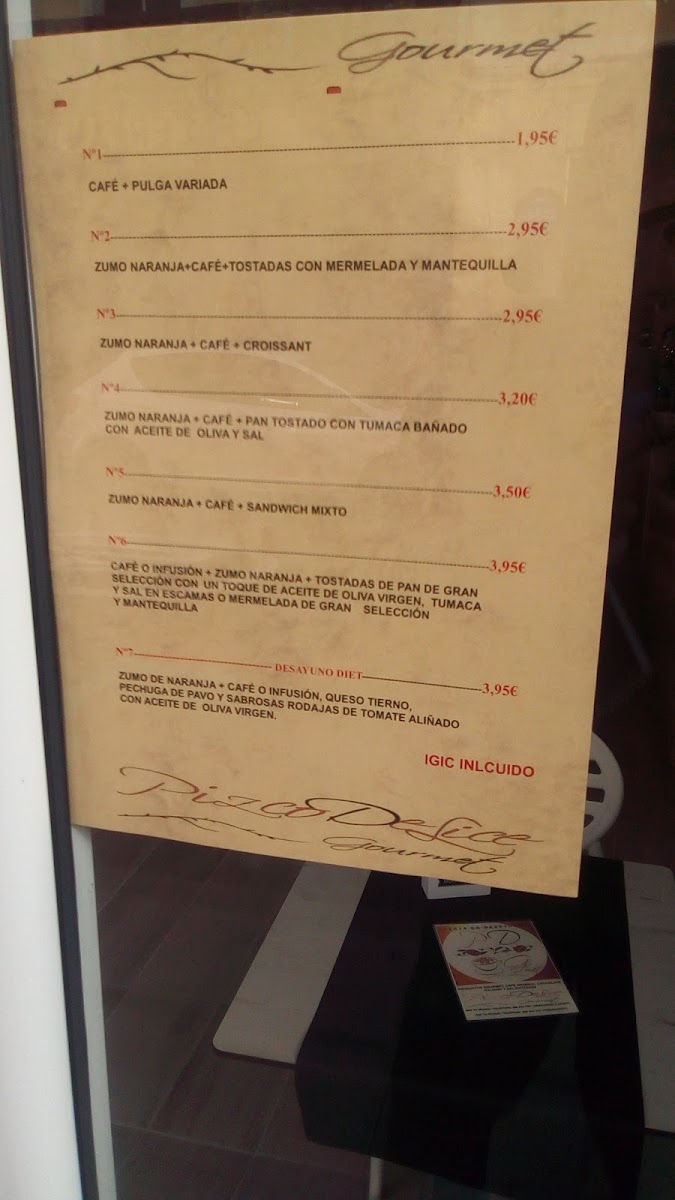 Gourmet
Nº1 1,95€
CAFÉ + PULGA VARIADA
Nº2 2,95€
ZUMO NARANJA+CAFÉ+TOSTADAS CON MERMELADA Y MANTEQUILLA
Nº3 2,95€
ZUMO NARANJA + CAFÉ + CROISSANT
Nº4 3,20€
ZUMO NARANJA + CAFÉ + PAN TOSTADO CON TUMACA BAÑADO
CON ACEITE DE OLIVA Y SAL
Nº5 3,50€
ZUMO NARANJA + CAFÉ + SANDWICH MIXTO
Nº6 3,95€
CAFÉ O INFUSIÓN + ZUMO NARANJA + TOSTADAS DE PAN DE GRAN
SELECCIÓN CON UN TOQUE DE ACEITE DE OLIVA VIRGEN, TUMACA
Y SAL EN ESCAMAS O MERMELADA DE GRAN SELECCIÓN
Y MANTEQUILLA
Nº7 DESAYUNO DIET 3,95€
ZUMO DE NARANJA + CAFÉ O INFUSIÓN, QUESO TIERNO,
PECHUGA DE PAVO Y SABROSAS RODAJAS DE TOMATE ALIÑADO
CON ACEITE DE OLIVA VIRGEN.
IGIC INLCUIDO
Pizco Delice
Gourmet